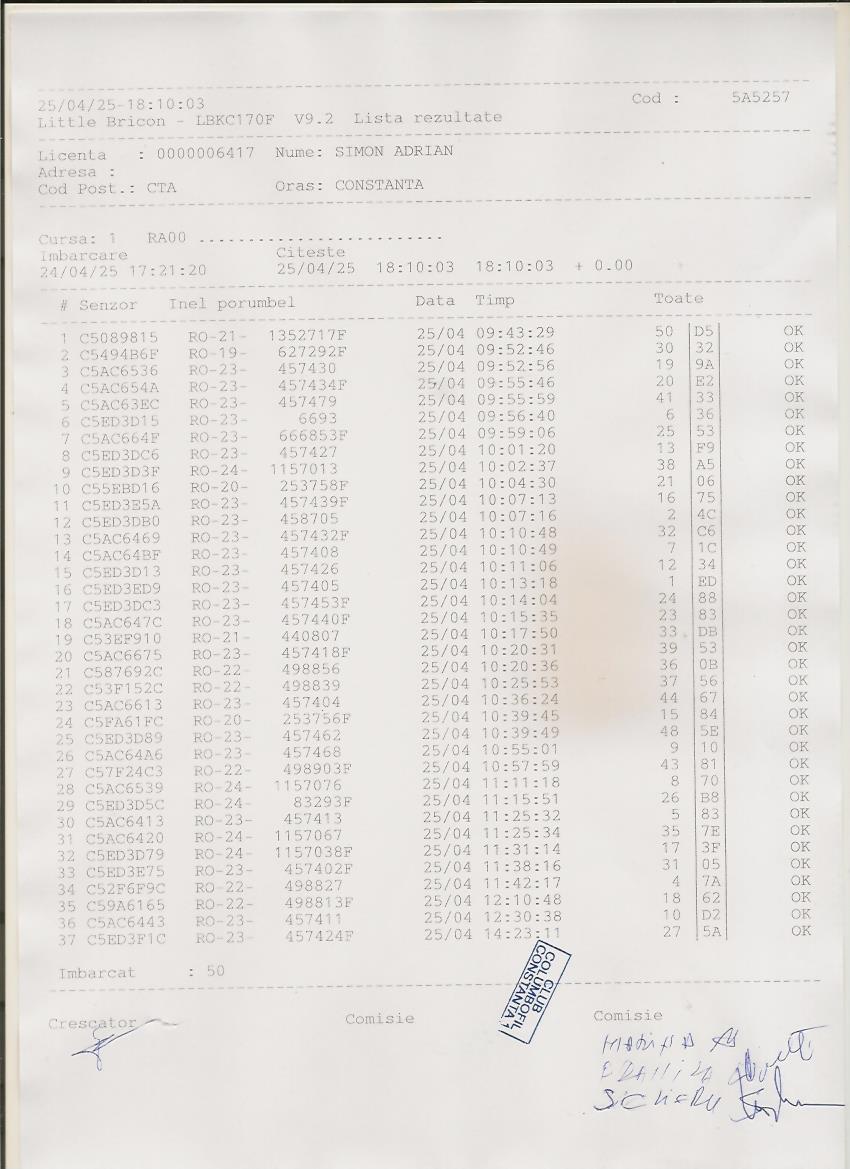 25/04/25-18:10:03 Cod : 5A5257
Little Bricon - LBKC170F V9.2 Lista rezultate
Licenta : 0000006417 Nume: SIMON ADRIAN
Adresa :
Cod Post.: CTA Oras: CONSTANTA
Cursa: 1 RA00 .........................
Imbarcare Citeste
24/04/25 17:21:20 25/04/25 18:10:03 18:10:03 + 0.00
# Senzor Inel porumbel Data Timp Toate
1 C5089815 RO-21- 1352717F 25/04 09:43:29 50 D5 OK
2 C5494B6F RO-19- 627292F 25/04 09:52:46 30 32 OK
3 C5AC6536 RO-23- 457430 25/04 09:52:56 19 9A OK
4 C5AC654A RO-23- 457434F 25/04 09:55:46 20 E2 OK
5 C5AC63EC RO-23- 457479 25/04 09:55:59 41 33 OK
6 C5ED3D15 RO-23- 6693 25/04 09:56:40 6 36 OK
7 C5AC664F RO-23- 666853F 25/04 09:59:06 25 53 OK
8 C5ED3DC6 RO-23- 457427 25/04 10:01:20 13 F9 OK
9 C5ED3D3F RO-24- 1157013 25/04 10:02:37 38 A5 OK
10 C55EBD16 RO-20- 253758F 25/04 10:04:30 21 06 OK
11 C5ED3E5A RO-23- 457439F 25/04 10:07:13 16 75 OK
12 C5ED3DB0 RO-23- 458705 25/04 10:07:16 2 4C OK
13 C5AC6469 RO-23- 457432F 25/04 10:10:48 32 C6 OK
14 C5AC64BF RO-23- 457408 25/04 10:10:49 7 1C OK
15 C5ED3D13 RO-23- 457426 25/04 10:11:06 12 34 OK
16 C5ED3ED9 RO-23- 457405 25/04 10:13:18 1 ED OK
17 C5ED3DC3 RO-23- 457453F 25/04 10:14:04 24 88 OK
18 C5AC647C RO-23- 457440F 25/04 10:15:35 23 83 OK
19 C53EF910 RO-21- 440807 25/04 10:17:50 33 DB OK
20 C5AC6675 RO-23- 457418F 25/04 10:20:31 39 53 OK
21 C587692C RO-22- 498856 25/04 10:20:36 36 0B OK
22 C53F152C RO-22- 498839 25/04 10:25:53 37 56 OK
23 C5AC6613 RO-23- 457404 25/04 10:36:24 44 67 OK
24 C5FA61FC RO-20- 253756F 25/04 10:39:45 15 84 OK
25 C5ED3D89 RO-23- 457462 25/04 10:39:49 48 5E OK
26 C5AC64A6 RO-23- 457468 25/04 10:55:01 9 10 OK
27 C57F24C3 RO-22- 498903F 25/04 10:57:59 43 81 OK
28 C5AC6539 RO-24- 1157076 25/04 11:11:18 8 70 OK
29 C5ED3D5C RO-24- 83293F 25/04 11:15:51 26 B8 OK
30 C5AC6413 RO-23- 457413 25/04 11:25:32 5 83 OK
31 C5AC6420 RO-24- 1157067 25/04 11:25:34 35 7E OK
32 C5ED3D79 RO-24- 1157038F 25/04 11:31:14 17 3F OK
33 C5ED3E75 RO-23- 457402F 25/04 11:38:16 31 05 OK
34 C52F6F9C RO-22- 498827 25/04 11:42:17 4 7A OK
35 C59A6165 RO-22- 498813F 25/04 12:10:48 18 62 OK
36 C5AC6443 RO-23- 457411 25/04 12:30:38 10 D2 OK
37 C5ED3F1C RO-23- 457424F 25/04 14:23:11 27 5A OK
Imbarcat : 50
CLUB
COLUMBOFIL
CONSTANTA 1
Crescator Comisie Comisie